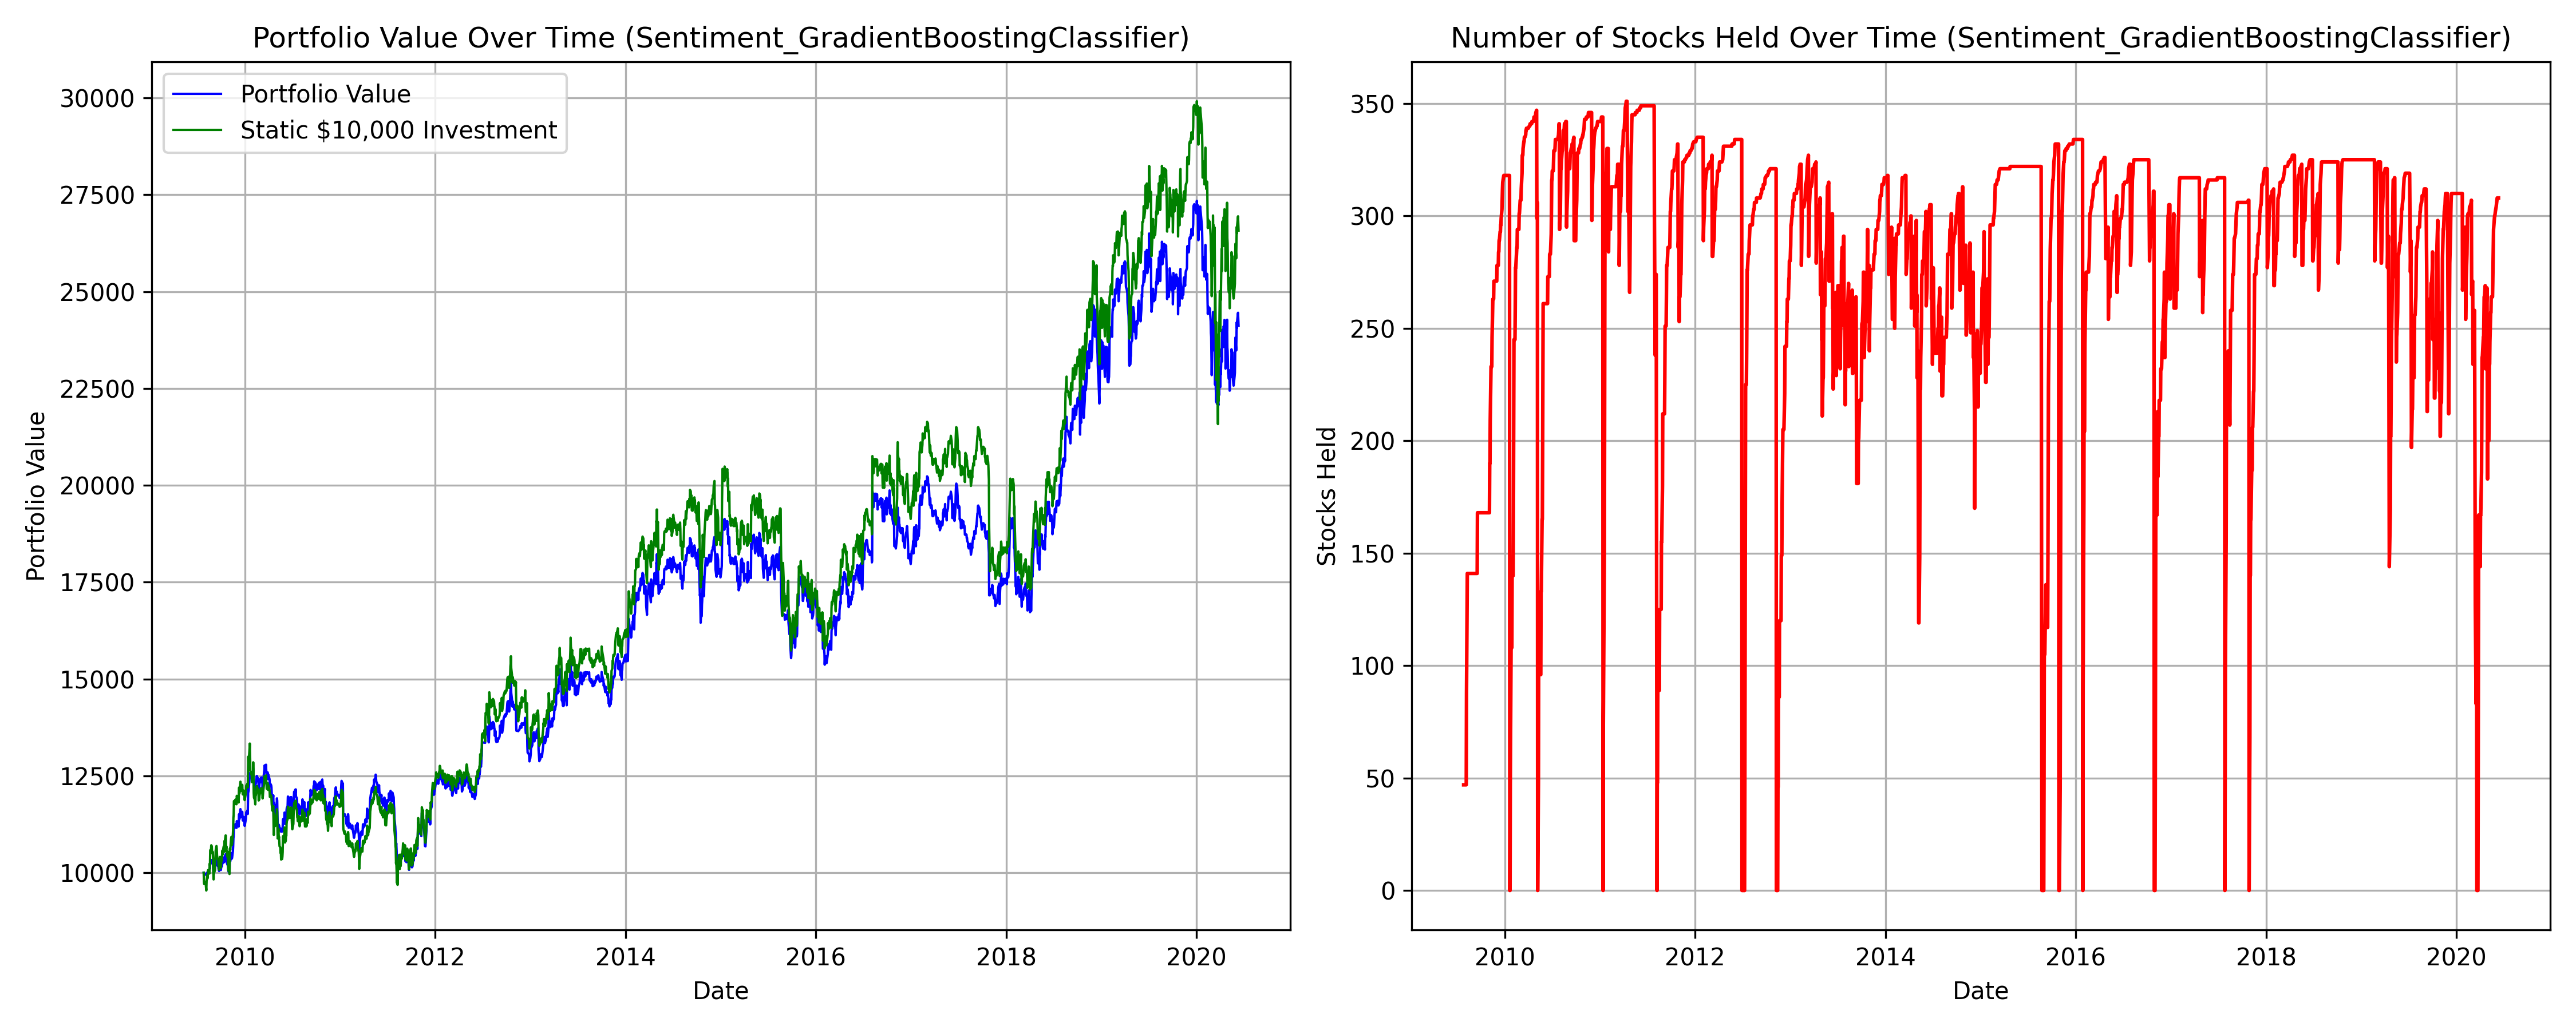 Portfolio Value Over Time (Sentiment_GradientBoostingClassifier)
Portfolio Value
Static $10,000 Investment
30000
27500
25000
22500
20000
17500
15000
12500
10000
Portfolio Value
2010 2012 2014 2016 2018 2020
Date
Number of Stocks Held Over Time (Sentiment_GradientBoostingClassifier)
350
300
250
200
150
100
50
0
Stocks Held
2010 2012 2014 2016 2018 2020
Date